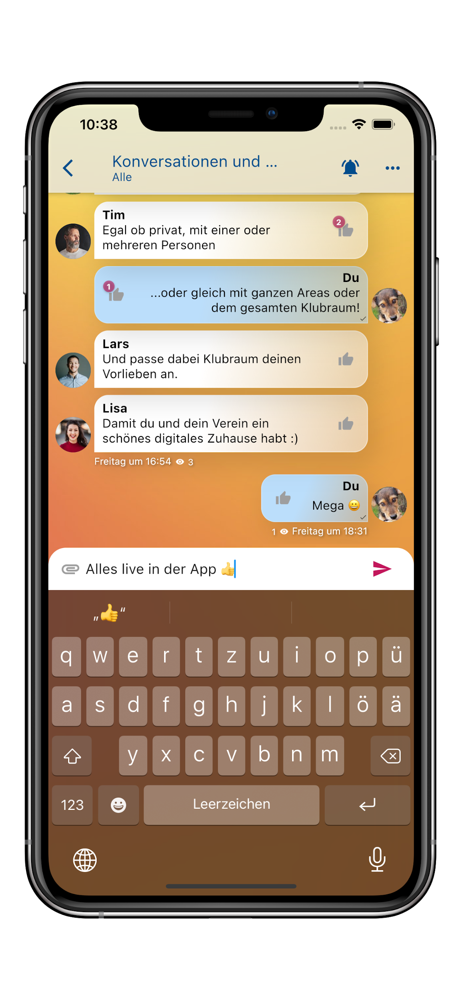 10:38
Konversationen und ...
Alle
Tim
Egal ob privat, mit einer oder
mehreren Personen
2
Du
1
...oder gleich mit ganzen Areas oder
dem gesamten Klubraum!
Lars
Und passe dabei Klubraum deinen
Vorlieben an.
Lisa
Damit du und dein Verein ein
schönes digitales Zuhause habt :)
Freitag um 16:54 3
Du
Mega 😀
1 Freitag um 18:31
Alles live in der App 👍
„👍“
q w e r t z u i o p ü
a s d f g h j k l ö ä
y x c v b n m
123 Leerzeichen